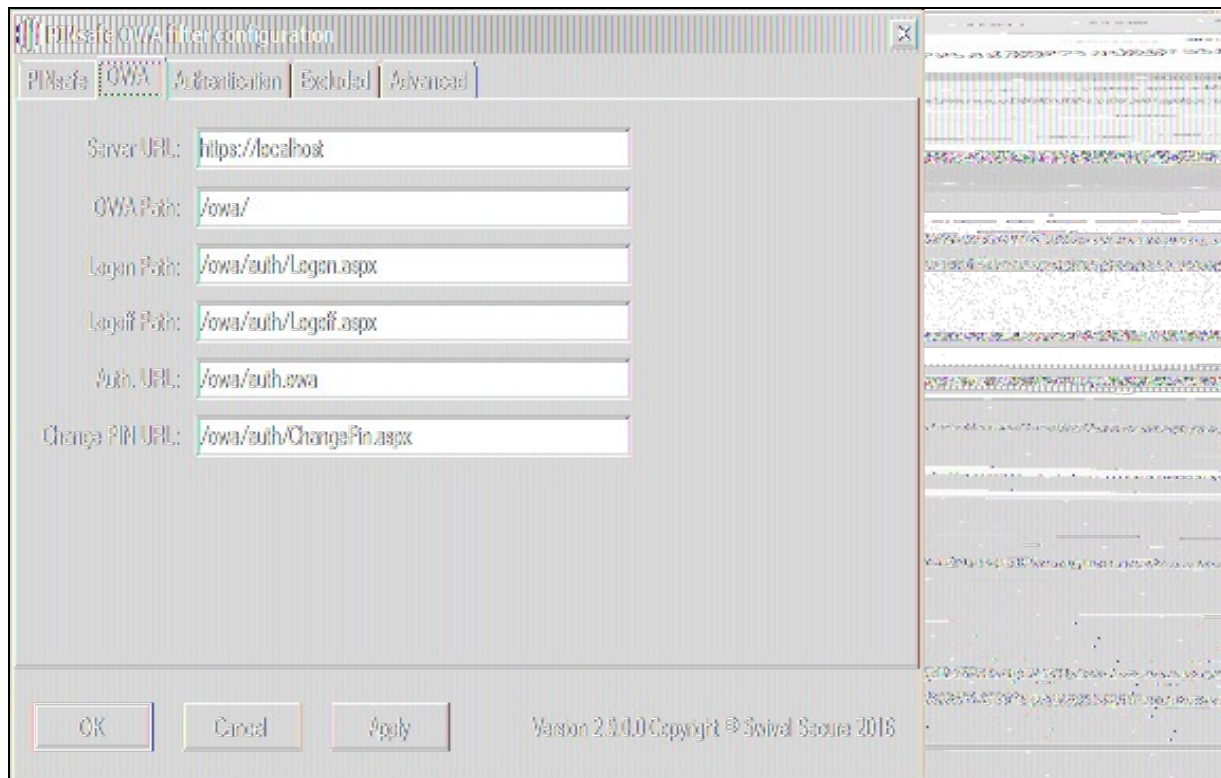 PINsafe OWA filter configuration
PINsafe OWA Authentication Excluded Advanced
Server URL: https://localhost
OWA Path: /owa/
Logon Path: /owa/auth/Logon.aspx
Logoff Path: /owa/auth/Logoff.aspx
Auth. URL: /owa/auth.owa
Change PIN URL: /owa/auth/ChangePin.aspx
OK Cancel Apply Version 2.9.0.0 Copyright © Swivel Secure 2016